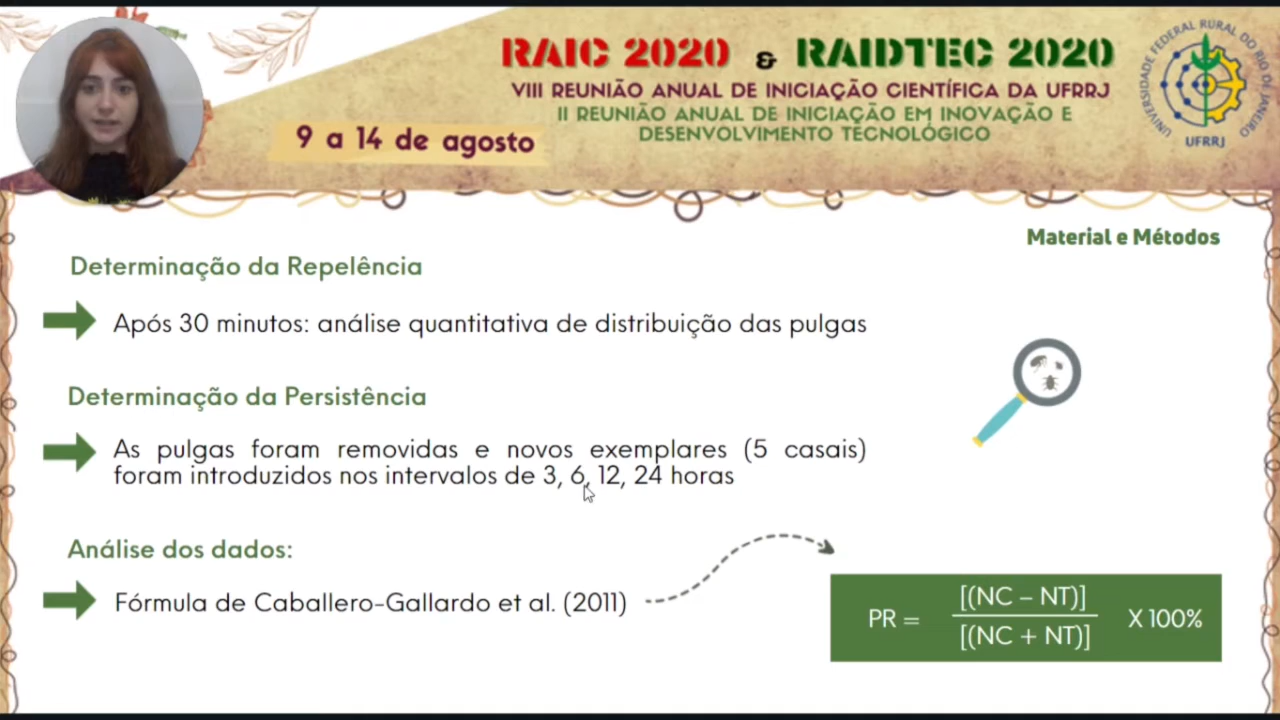 RAIC 2020 & RAIDTEC 2020
VIII REUNIÃO ANUAL DE INICIAÇÃO CIENTÍFICA DA UFRRJ
II REUNIÃO ANUAL DE INICIAÇÃO EM INOVAÇÃO E
DESENVOLVIMENTO TECNOLÓGICO
9 a 14 de agosto
UNIVERSIDADE FEDERAL RURAL DO RIO DE JANEIRO
UFRRJ
Material e Métodos
Determinação da Repelência
Após 30 minutos: análise quantitativa de distribuição das pulgas
Determinação da Persistência
As pulgas foram removidas e novos exemplares (5 casais)
foram introduzidos nos intervalos de 3, 6, 12, 24 horas
Análise dos dados:
Fórmula de Caballero-Gallardo et al. (2011)
PR = [(NC – NT)] / [(NC + NT)] X 100%